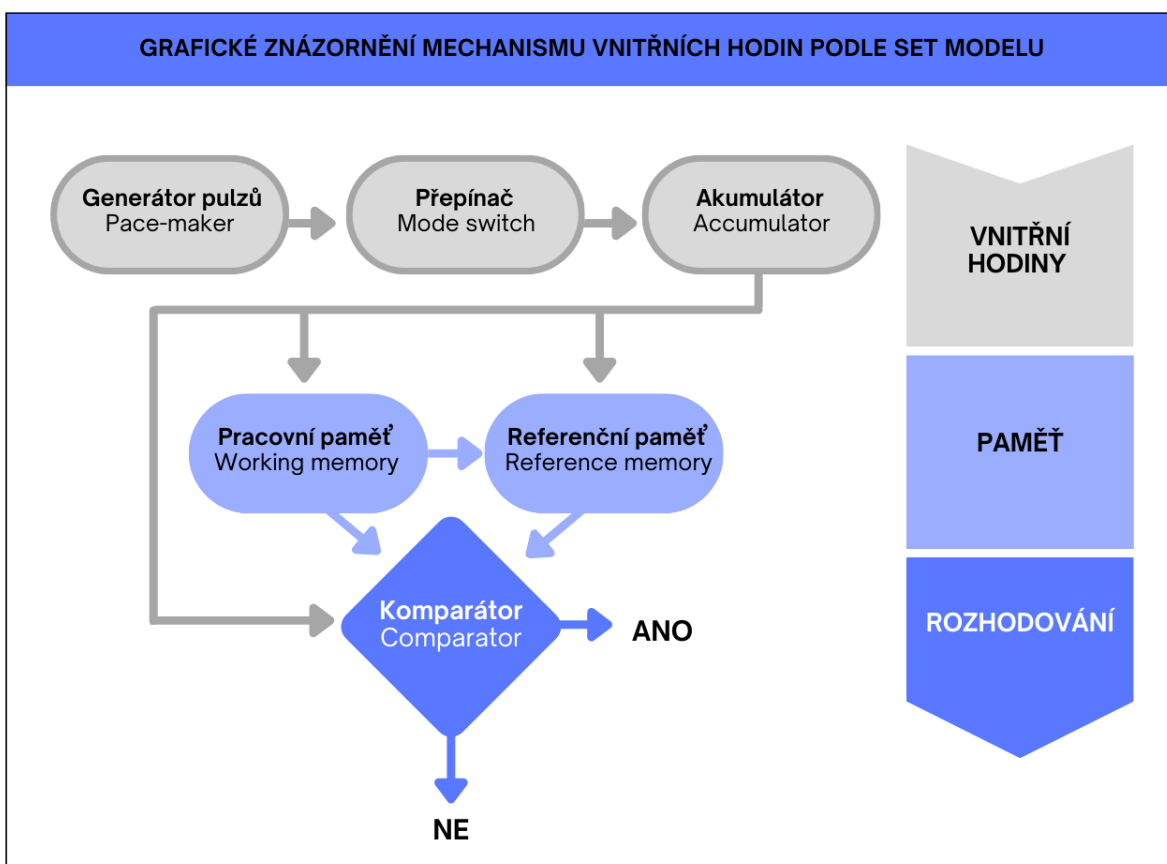 GRAFICKÉ ZNÁZORNĚNÍ MECHANISMU VNITŘNÍCH HODIN PODLE SET MODELU
Generátor pulzů
Pace-maker
Přepínač
Mode switch
Akumulátor
Accumulator
VNITŘNÍ
HODINY
Pracovní paměť
Working memory
Referenční paměť
Reference memory
PAMĚŤ
Komparátor
Comparator
ANO
ROZHODOVÁNÍ
NE